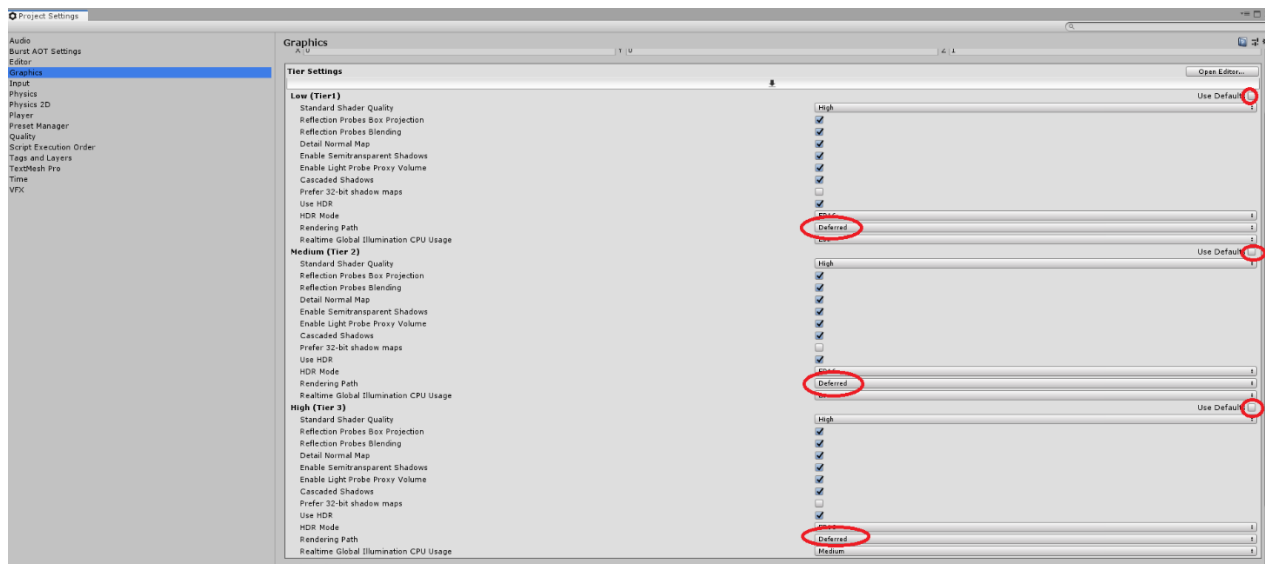 Project Settings
Audio
Burst AOT Settings
Editor
Graphics
Input
Physics
Physics 2D
Player
Preset Manager
Quality
Script Execution Order
Tags and Layers
TextMesh Pro
Time
VFX
Graphics
X 0 Y 0 Z 1
Tier Settings Open Editor...
Low (Tier1) Use Default
Standard Shader Quality High
Reflection Probes Box Projection
Reflection Probes Blending
Detail Normal Map
Enable Semitransparent Shadows
Enable Light Probe Proxy Volume
Cascaded Shadows
Prefer 32-bit shadow maps
Use HDR
HDR Mode
Rendering Path Deferred
Realtime Global Illumination CPU Usage
Medium (Tier 2) Use Default
Standard Shader Quality High
Reflection Probes Box Projection
Reflection Probes Blending
Detail Normal Map
Enable Semitransparent Shadows
Enable Light Probe Proxy Volume
Cascaded Shadows
Prefer 32-bit shadow maps
Use HDR
HDR Mode
Rendering Path Deferred
Realtime Global Illumination CPU Usage
High (Tier 3) Use Default
Standard Shader Quality High
Reflection Probes Box Projection
Reflection Probes Blending
Detail Normal Map
Enable Semitransparent Shadows
Enable Light Probe Proxy Volume
Cascaded Shadows
Prefer 32-bit shadow maps
Use HDR
HDR Mode
Rendering Path Deferred
Realtime Global Illumination CPU Usage Medium